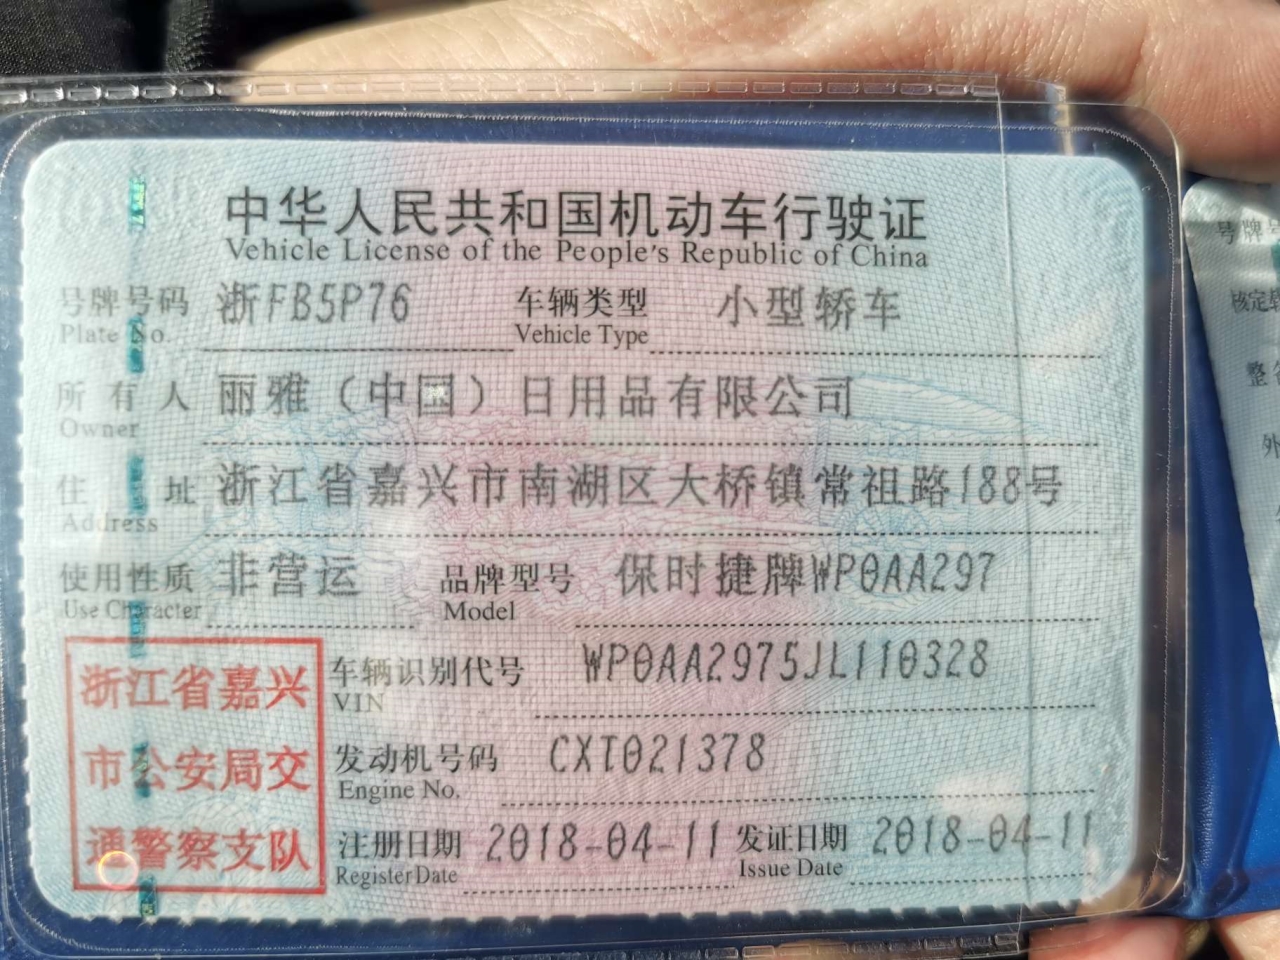 中华人民共和国机动车行驶证
Vehicle License of the People's Republic of China
号牌号码 浙FB5P76 车辆类型 小型轿车
Plate No. Vehicle Type
所有人 丽雅（中国）日用品有限公司
Owner
住址 浙江省嘉兴市南湖区大桥镇常祖路188号
Address
使用性质 非营运 品牌型号 保时捷牌WP0AA297
Use Character Model
浙江省嘉兴
市公安局交
通警察支队
车辆识别代号 WP0AA2975JL110328
VIN
发动机号码 CXT021378
Engine No.
注册日期 2018-04-11 发证日期 2018-04-11
Register Date Issue Date
号牌号
核定
整
外